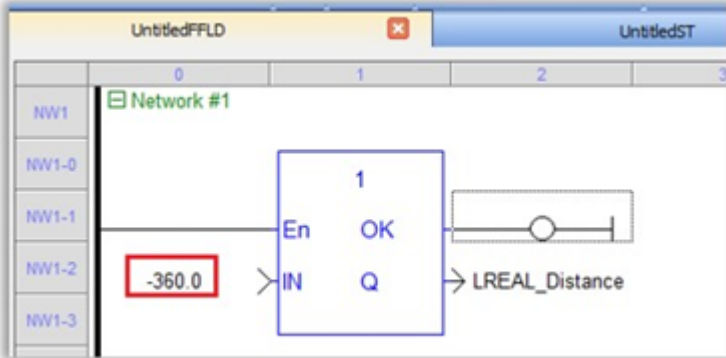 UntitledFFLD UntitledST
0 1 2 3
NW1 Network #1
NW1-0 1
NW1-1 En OK
NW1-2 -360.0 IN Q LREAL_Distance
NW1-3